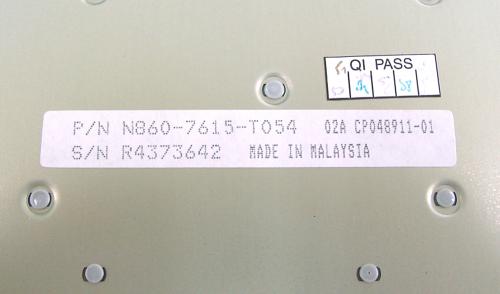 QI PASS
P/N N860-7615-T054 02A CP048911-01
S/N R4373642 MADE IN MALAYSIA